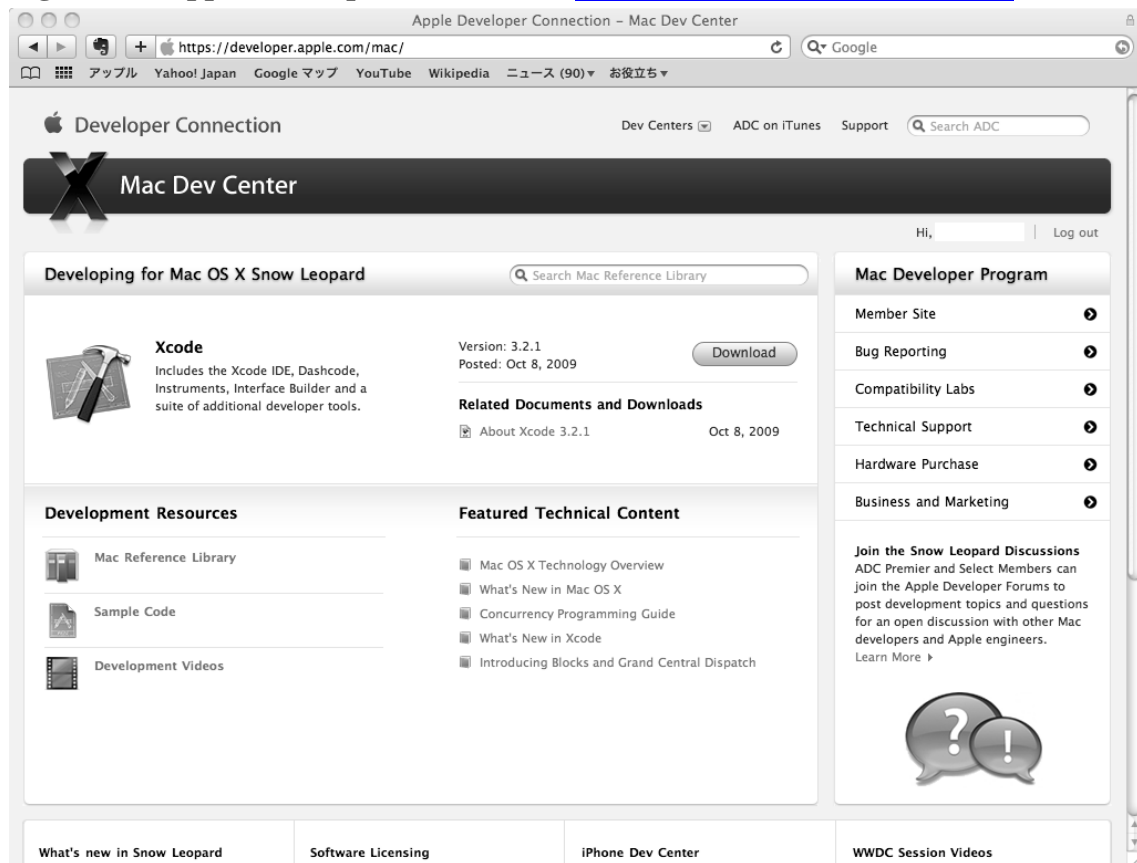 Apple Developer Connection – Mac Dev Center
https://developer.apple.com/mac/
Google
アップル Yahoo! Japan Google マップ YouTube Wikipedia ニュース (90)▾ お役立ち▾
Developer Connection
Dev Centers ADC on iTunes Support Search ADC
Mac Dev Center
Hi, | Log out
Developing for Mac OS X Snow Leopard
Search Mac Reference Library
Xcode
Includes the Xcode IDE, Dashcode,
Instruments, Interface Builder and a
suite of additional developer tools.
Version: 3.2.1
Posted: Oct 8, 2009
Download
Related Documents and Downloads
About Xcode 3.2.1 Oct 8, 2009
Development Resources
Mac Reference Library
Sample Code
Development Videos
Featured Technical Content
Mac OS X Technology Overview
What's New in Mac OS X
Concurrency Programming Guide
What's New in Xcode
Introducing Blocks and Grand Central Dispatch
Mac Developer Program
Member Site
Bug Reporting
Compatibility Labs
Technical Support
Hardware Purchase
Business and Marketing
Join the Snow Leopard Discussions
ADC Premier and Select Members can
join the Apple Developer Forums to
post development topics and questions
for an open discussion with other Mac
developers and Apple engineers.
Learn More
?
!
What's new in Snow Leopard
Software Licensing
iPhone Dev Center
WWDC Session Videos